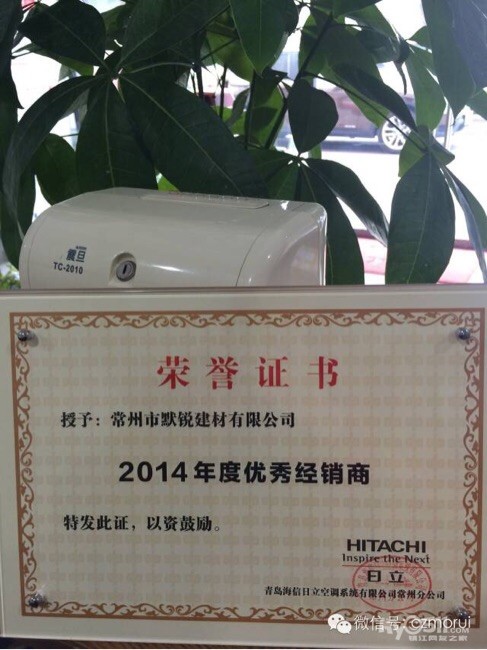 震旦
TC-2010
荣誉证书
授予：常州市默锐建材有限公司
2014年度优秀经销商
特发此证，以资鼓励。
HITACHI
Inspire the Next
日立
青岛海信日立空调系统有限公司常州分公司
微信号：czmorui